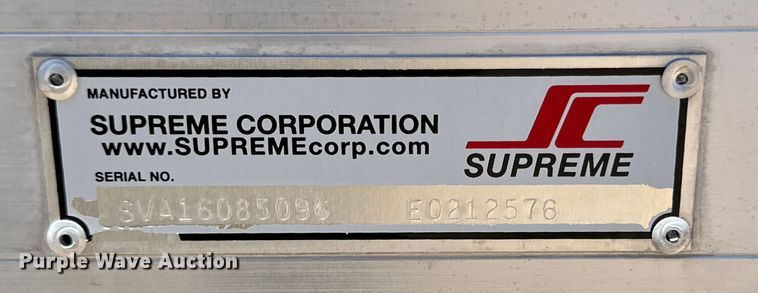 MANUFACTURED BY
SUPREME CORPORATION
www.SUPREMEcorp.com
SC
SUPREME
SERIAL NO.
SVA16085096 E0212576
Purple Wave Auction